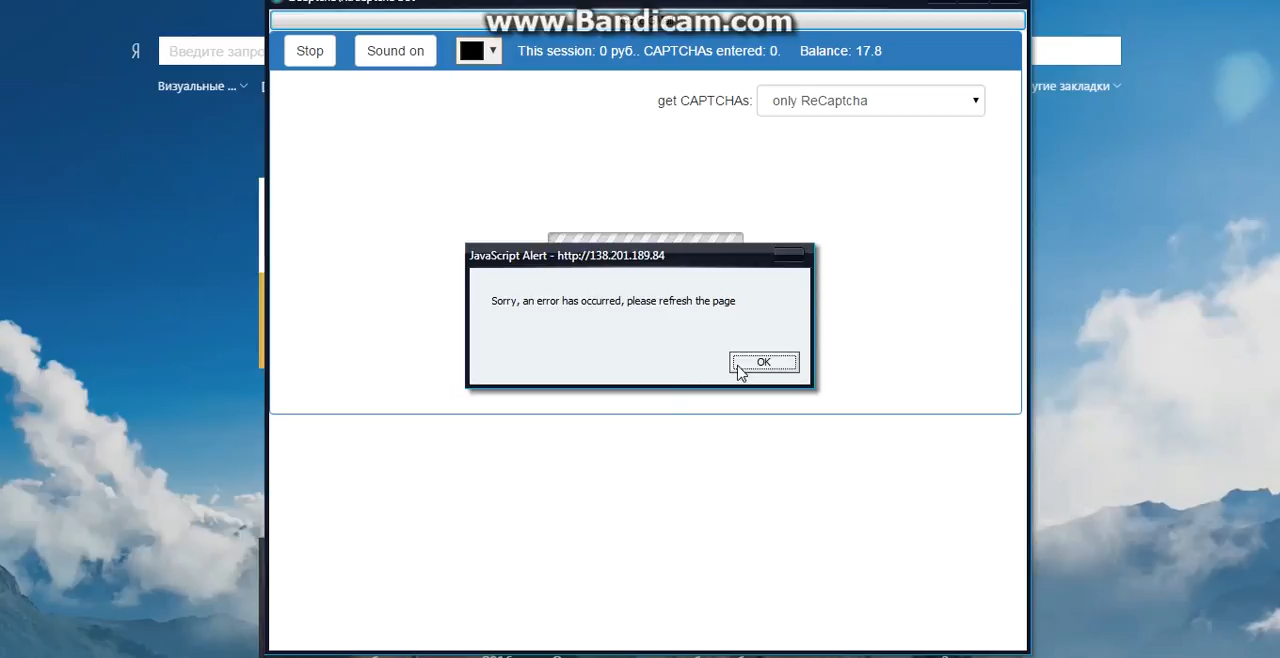 www.Bandicam.com
Я
Введите запро
Stop
Sound on
This session: 0 руб.. CAPTCHAs entered: 0.
Balance: 17.8
Визуальные ...
get CAPTCHAs:
only ReCaptcha
JavaScript Alert - http://138.201.189.84
Sorry, an error has occurred, please refresh the page
OK